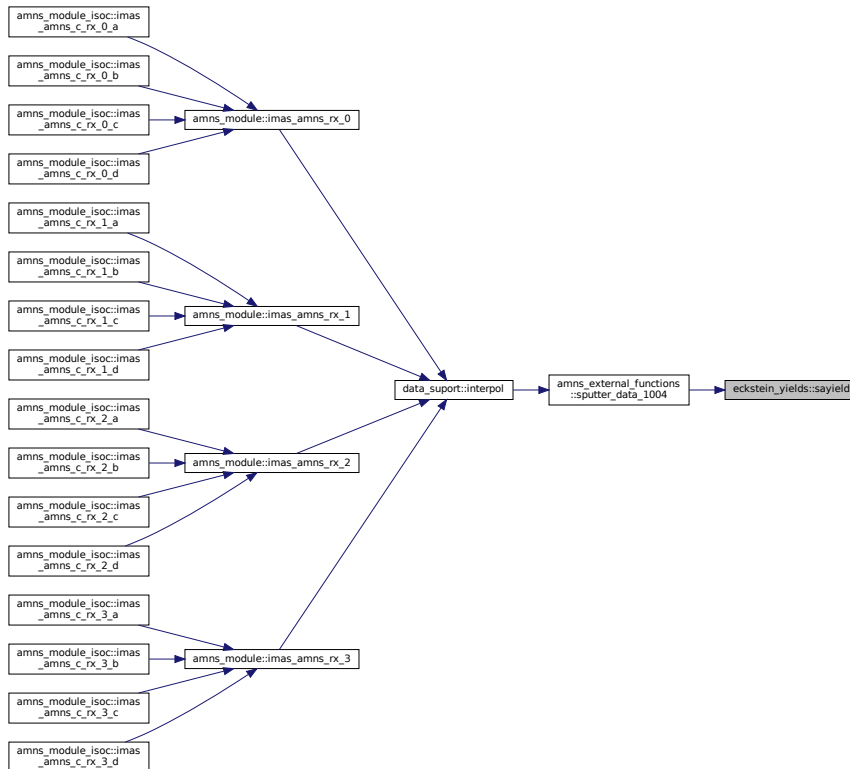 amns_module_isoc::imas
_amns_c_rx_0_a
amns_module_isoc::imas
_amns_c_rx_0_b
amns_module_isoc::imas
_amns_c_rx_0_c
amns_module_isoc::imas
_amns_c_rx_0_d
amns_module::imas_amns_rx_0
amns_module_isoc::imas
_amns_c_rx_1_a
amns_module_isoc::imas
_amns_c_rx_1_b
amns_module_isoc::imas
_amns_c_rx_1_c
amns_module_isoc::imas
_amns_c_rx_1_d
amns_module::imas_amns_rx_1
amns_module_isoc::imas
_amns_c_rx_2_a
amns_module_isoc::imas
_amns_c_rx_2_b
amns_module_isoc::imas
_amns_c_rx_2_c
amns_module_isoc::imas
_amns_c_rx_2_d
amns_module::imas_amns_rx_2
amns_module_isoc::imas
_amns_c_rx_3_a
amns_module_isoc::imas
_amns_c_rx_3_b
amns_module_isoc::imas
_amns_c_rx_3_c
amns_module_isoc::imas
_amns_c_rx_3_d
amns_module::imas_amns_rx_3
data_suport::interpol
amns_external_functions
::sputter_data_1004
eckstein_yields::sayield